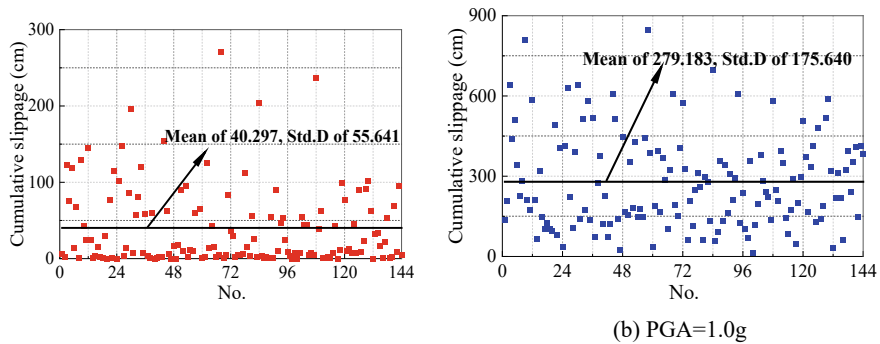 300
200
100
0
Cumulative slippage (cm)
Mean of 40.297, Std.D of 55.641
0 24 48 72 96 120 144
No.
900
600
300
0
Cumulative slippage (cm)
Mean of 279.183, Std.D of 175.640
0 24 48 72 96 120 144
No.
(b) PGA=1.0g